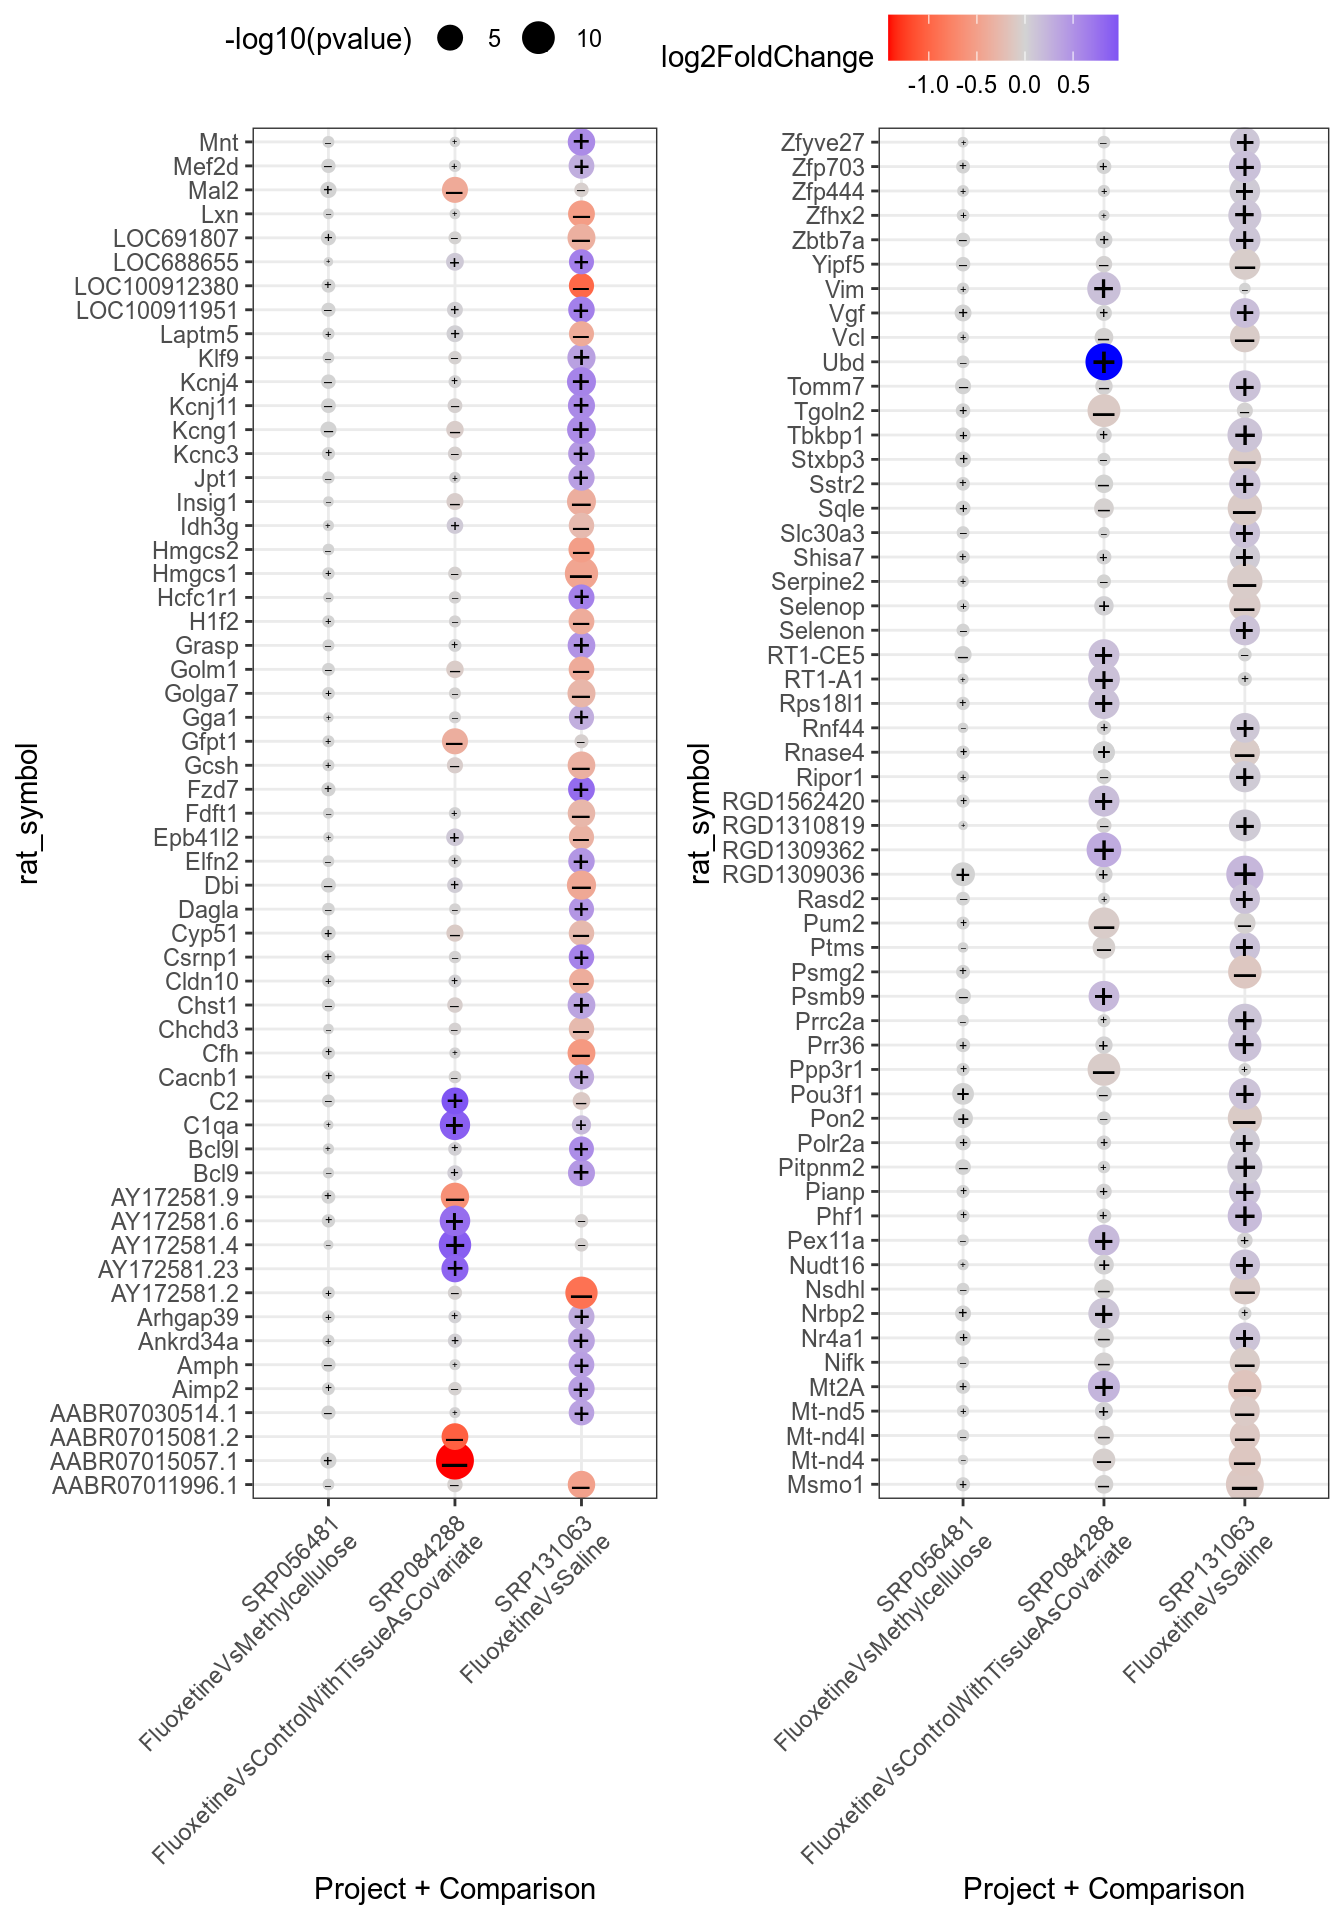 -log10(pvalue) 5 10
log2FoldChange
-1.0 -0.5 0.0 0.5
rat_symbol
Mnt
Mef2d
Mal2
Lxn
LOC691807
LOC688655
LOC100912380
LOC100911951
Laptm5
Klf9
Kcnj4
Kcnj11
Kcng1
Kcnc3
Jpt1
Insig1
Idh3g
Hmgcs2
Hmgcs1
Hcfc1r1
H1f2
Grasp
Golm1
Golga7
Gga1
Gfpt1
Gcsh
Fzd7
Fdft1
Epb41l2
Elfn2
Dbi
Dagla
Cyp51
Csrnp1
Cldn10
Chst1
Chchd3
Cfh
Cacnb1
C2
C1qa
Bcl9l
Bcl9
AY172581.9
AY172581.6
AY172581.4
AY172581.23
AY172581.2
Arhgap39
Ankrd34a
Amph
Aimp2
AABR07030514.1
AABR07015081.2
AABR07015057.1
AABR07011996.1
SRP056481
FluoxetineVsMethylcellulose
SRP084288
FluoxetineVsControlWithTissueAsCovariate
SRP131063
FluoxetineVsSaline
Project + Comparison
rat_symbol
Zfyve27
Zfp703
Zfp444
Zfhx2
Zbtb7a
Yipf5
Vim
Vgf
Vcl
Ubd
Tomm7
Tgoln2
Tbkbp1
Stxbp3
Sstr2
Sqle
Slc30a3
Shisa7
Serpine2
Selenop
Selenon
RT1-CE5
RT1-A1
Rps18l1
Rnf44
Rnase4
Ripor1
RGD1562420
RGD1310819
RGD1309362
RGD1309036
Rasd2
Pum2
Ptms
Psmg2
Psmb9
Prrc2a
Prr36
Ppp3r1
Pou3f1
Pon2
Polr2a
Pitpnm2
Pianp
Phf1
Pex11a
Nudt16
Nsdhl
Nrbp2
Nr4a1
Nifk
Mt2A
Mt-nd5
Mt-nd4l
Mt-nd4
Msmo1
SRP056481
FluoxetineVsMethylcellulose
SRP084288
FluoxetineVsControlWithTissueAsCovariate
SRP131063
FluoxetineVsSaline
Project + Comparison